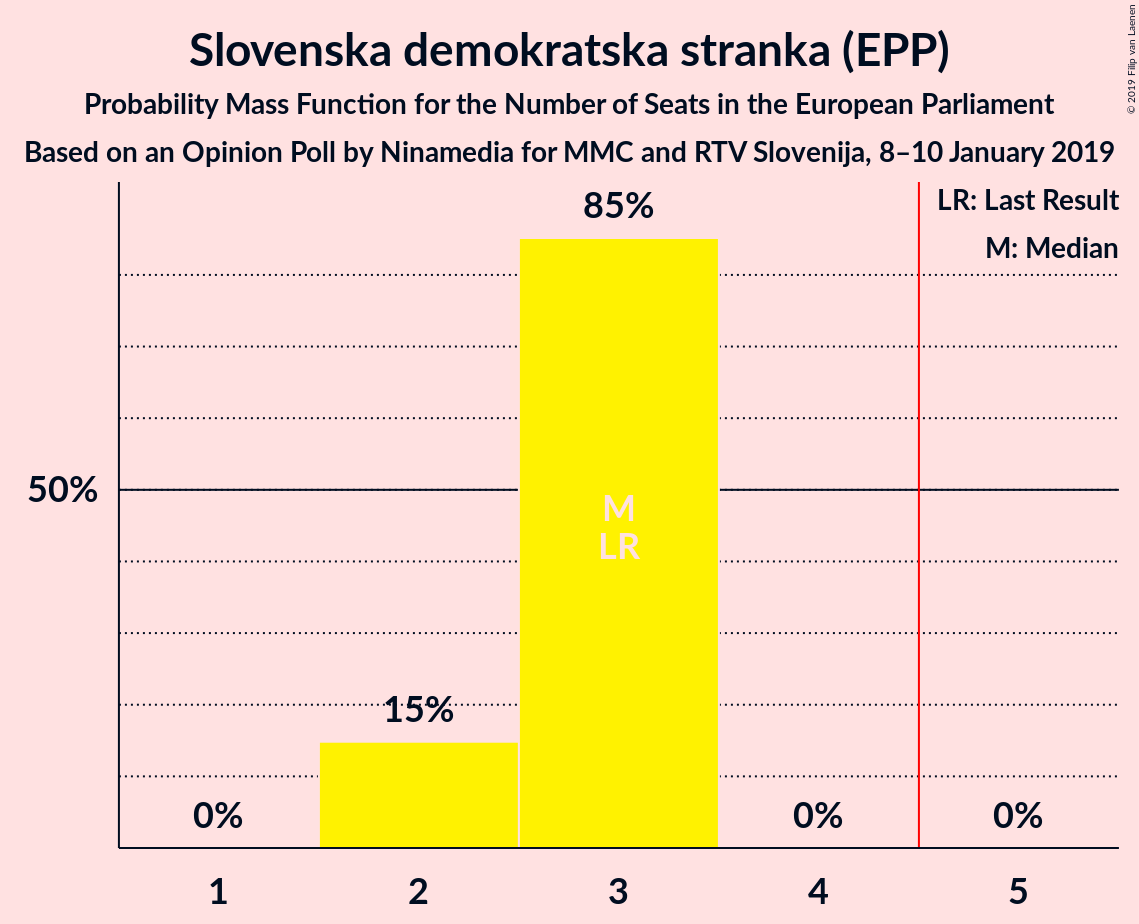 Slovenska demokratska stranka (EPP)
Probability Mass Function for the Number of Seats in the European Parliament
Based on an Opinion Poll by Ninamedia for MMC and RTV Slovenija, 8–10 January 2019
© 2019 Filip van Laenen
LR: Last Result
M: Median
85%
50%
M
LR
15%
0%
0%
0%
1
2
3
4
5